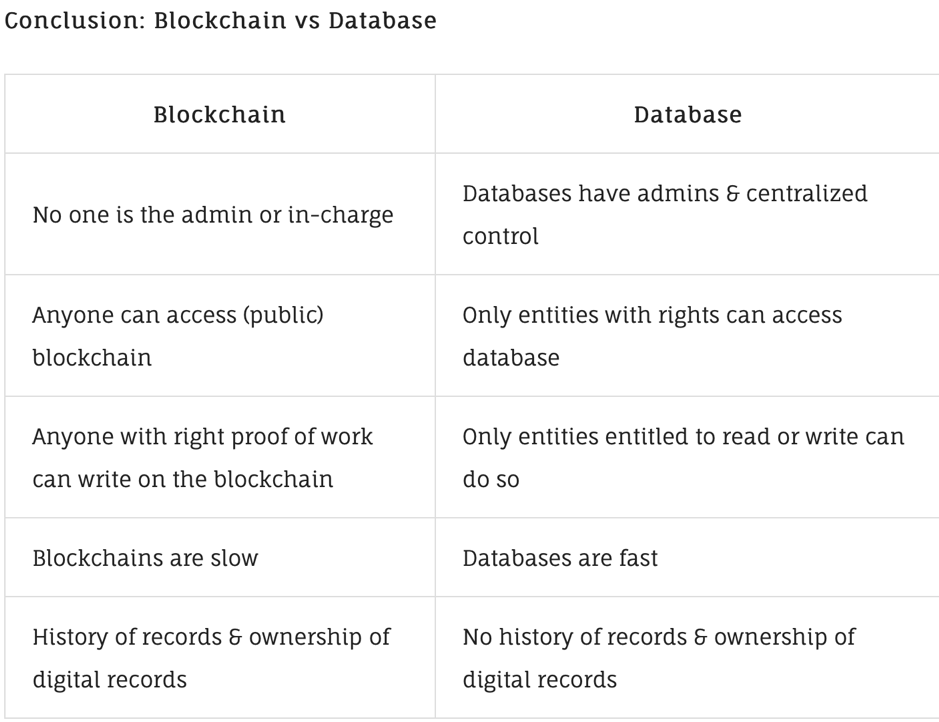 Conclusion: Blockchain vs Database
Blockchain
Database
No one is the admin or in-charge
Databases have admins & centralized
control
Anyone can access (public)
blockchain
Only entities with rights can access
database
Anyone with right proof of work
can write on the blockchain
Only entities entitled to read or write can
do so
Blockchains are slow
Databases are fast
History of records & ownership of
digital records
No history of records & ownership of
digital records